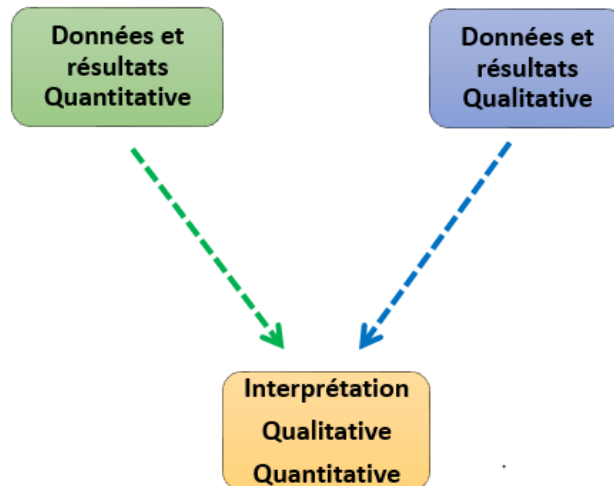 Données et
résultats
Quantitative
Données et
résultats
Qualitative
Interprétation
Qualitative
Quantitative